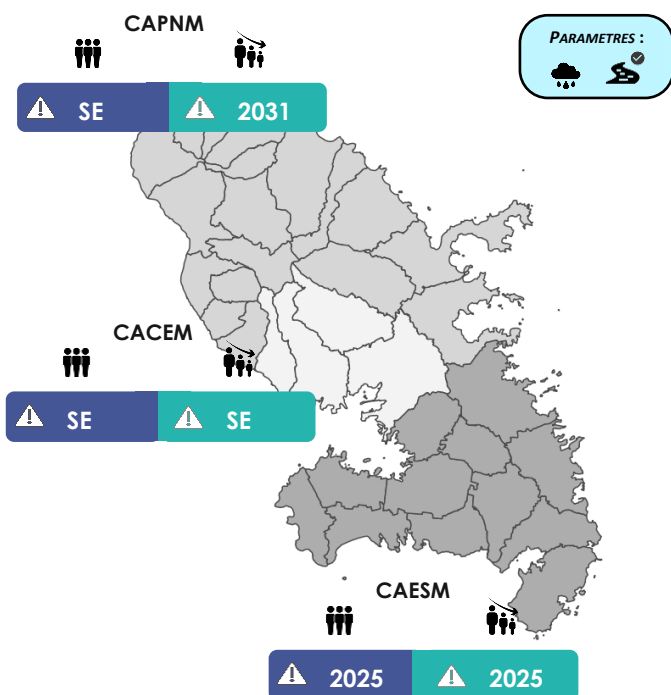 CAPNM
PARAMETRES :
SE 2031
CACEM
SE SE
CAESM
2025 2025